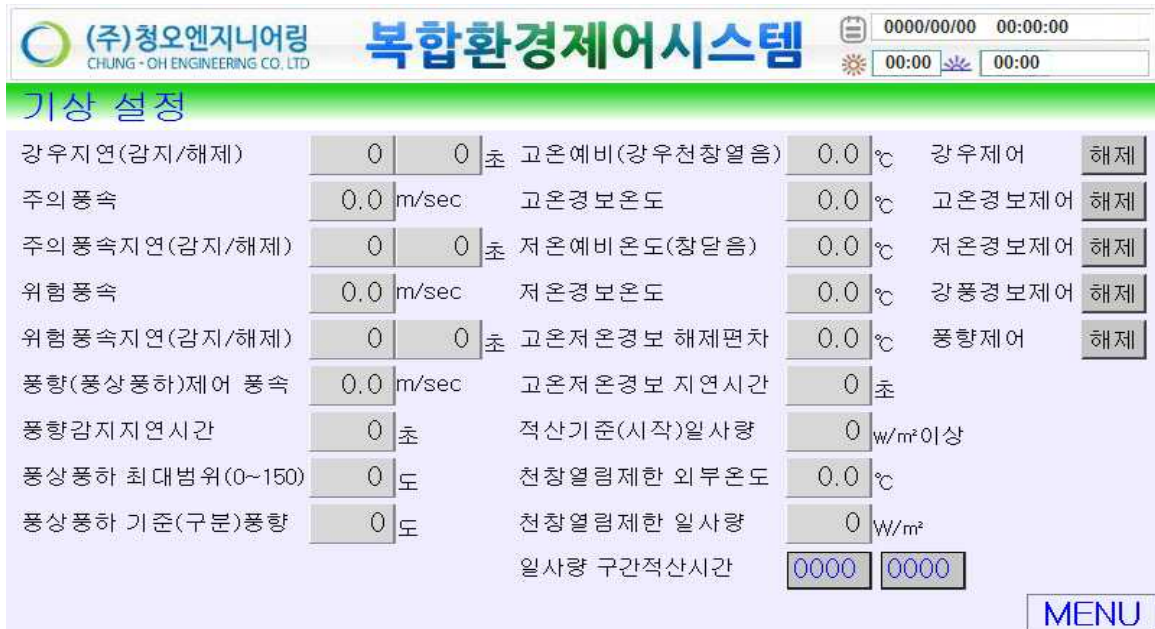 (주)청오엔지니어링
CHUNG - OH ENGINEERING CO, LTD
복합환경제어시스템
0000/00/00 00:00:00
00:00 00:00
기상 설정
강우지연(감지/해제) 0 0 초 고온예비(강우천창열음) 0.0 ℃ 강우제어 해제
주의풍속 0.0 m/sec 고온경보온도 0.0 ℃ 고온경보제어 해제
주의풍속지연(감지/해제) 0 0 초 저온예비온도(창닫음) 0.0 ℃ 저온경보제어 해제
위험풍속 0.0 m/sec 저온경보온도 0.0 ℃ 강풍경보제어 해제
위험풍속지연(감지/해제) 0 0 초 고온저온경보 해제편차 0.0 ℃ 풍향제어 해제
풍향(풍상풍하)제어 풍속 0.0 m/sec 고온저온경보 지연시간 0 초
풍향감지지연시간 0 초 적산기준(시작)일사량 0 w/m²이상
풍상풍하 최대범위(0~150) 0 도 천창열림제한 외부온도 0.0 ℃
풍상풍하 기준(구분)풍향 0 도 천창열림제한 일사량 0 W/m²
일사량 구간적산시간 0000 0000
MENU